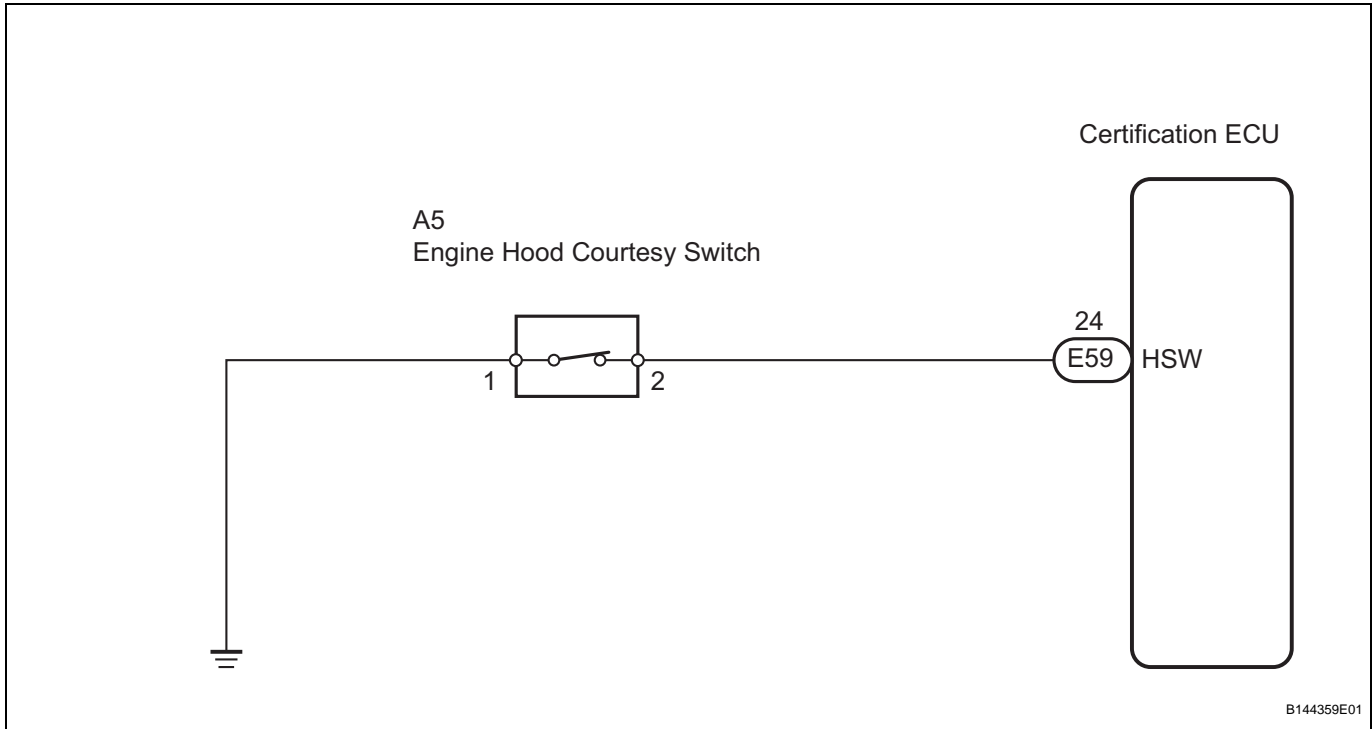 Certification ECU
A5
Engine Hood Courtesy Switch
24
E59
HSW
1
2
B144359E01